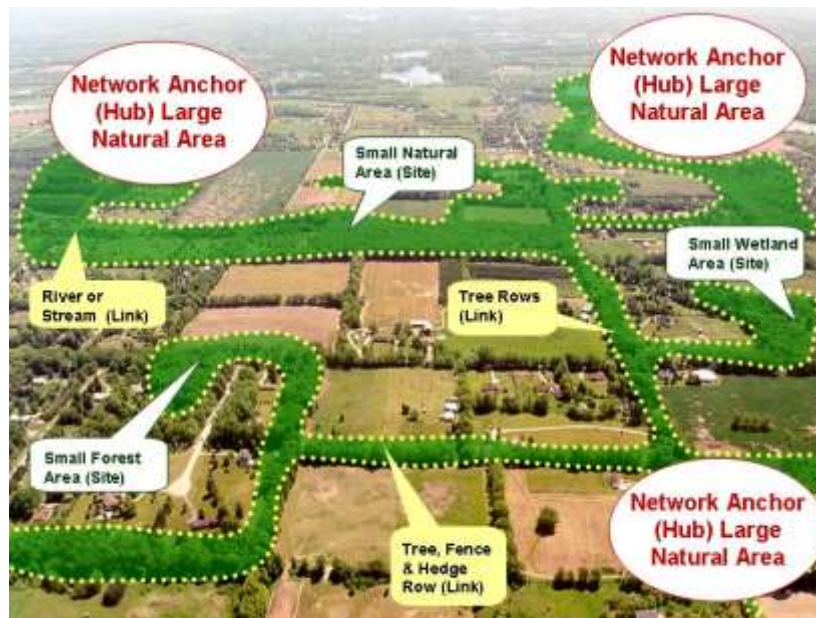 Network Anchor
(Hub) Large
Natural Area
Network Anchor
(Hub) Large
Natural Area
Small Natural
Area (Site)
Small Wetland
Area (Site)
River or
Stream (Link)
Tree Rows
(Link)
Small Forest
Area (Site)
Tree, Fence
& Hedge
Row (Link)
Network Anchor
(Hub) Large
Natural Area